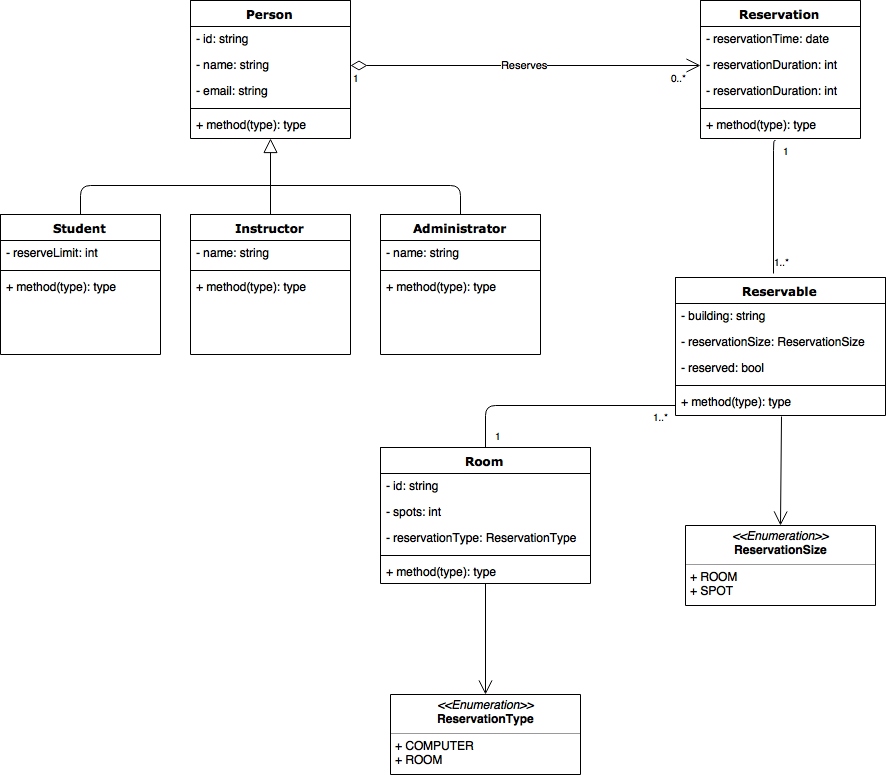 Person
- id: string
- name: string
- email: string
+ method(type): type
Reservation
- reservationTime: date
- reservationDuration: int
- reservationDuration: int
+ method(type): type
Reserves
1
0..*
1
1..*
Student
- reserveLimit: int
+ method(type): type
Instructor
- name: string
+ method(type): type
Administrator
- name: string
+ method(type): type
Reservable
- building: string
- reservationSize: ReservationSize
- reserved: bool
+ method(type): type
1..*
1
Room
- id: string
- spots: int
- reservationType: ReservationType
+ method(type): type
<<Enumeration>>
ReservationSize
+ ROOM
+ SPOT
<<Enumeration>>
ReservationType
+ COMPUTER
+ ROOM